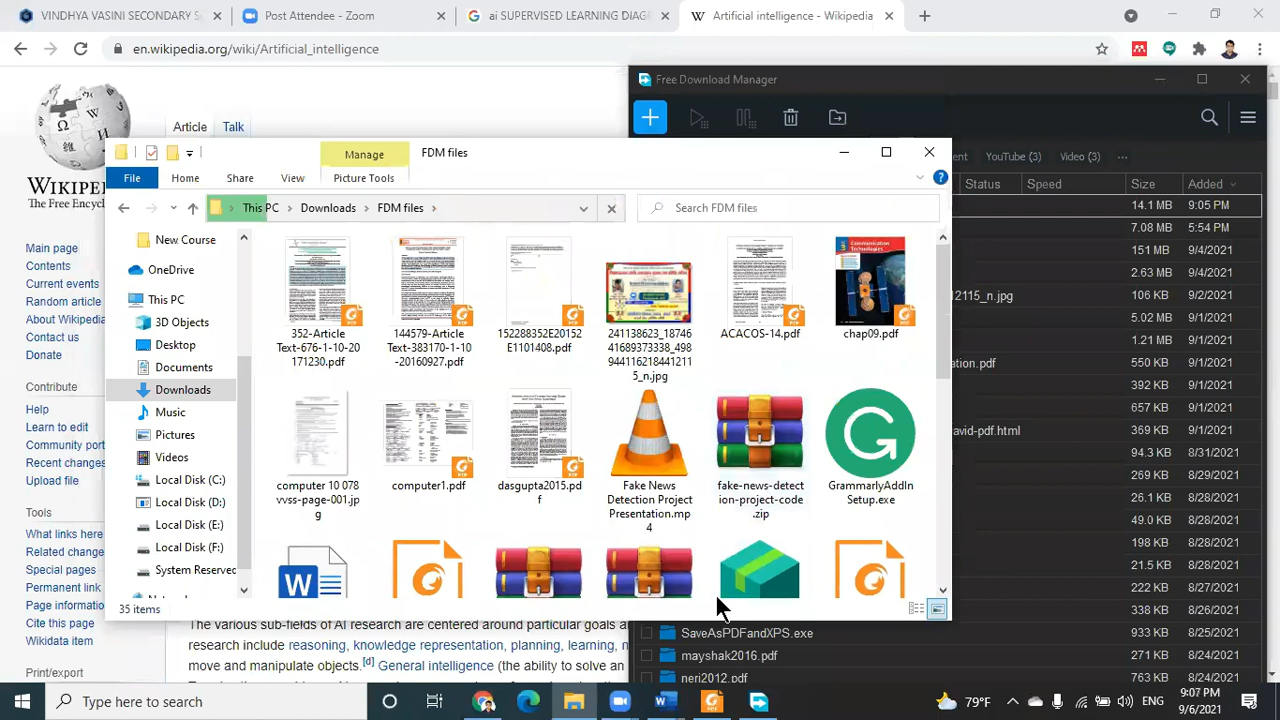 VINDHYA VASINI SECONDARY S
Post Attendee - Zoom
ai SUPERVISED LEARNING DIAGR
Artificial intelligence - Wikipedia
en.wikipedia.org/wiki/Artificial_intelligence
Free Download Manager
Article Talk
FDM files
Manage
ent YouTube (3) Video (3) ...
File Home Share View Picture Tools
Status Speed Size Added
This PC Downloads FDM files
Search FDM files
14.1 MB 9:05 PM
7.08 MB 5:54 PM
151 MB 9/4/2021
2.63 MB 9/4/2021
12115_n.jpg 106 KB 9/2/2021
5.02 MB 9/1/2021
1.21 MB 9/1/2021
ation.pdf 550 KB 9/1/2021
392 KB 9/1/2021
657 KB 9/1/2021
avid-pdf.html 369 KB 9/1/2021
94.3 KB 8/31/2021
269 KB 8/29/2021
26.1 KB 8/28/2021
49.0 KB 8/28/2021
198 KB 8/28/2021
21.5 KB 8/28/2021
222 KB 8/27/2021
338 KB 8/26/2021
SaveAsPDFandXPS.exe 933 KB 8/25/2021
mayshak2016.pdf 271 KB 8/24/2021
neri2012.pdf 763 KB 8/24/2021
WIKIPED
The Free Encycl
Main page
Contents
Current events
Random article
About Wikipedi
Contact us
Donate
Contribute
Help
Learn to edit
Community port
Recent changes
Upload file
Tools
What links here
Related change
Special pages
Permanent link
Page informatio
Cite this page
Wikidata item
Print/export
New Course
OneDrive
This PC
3D Objects
Desktop
Documents
Downloads
Music
Pictures
Videos
Local Disk (C:)
(D:)
Local Disk (E:)
Local Disk (F:)
System Reserved
352-Article
Text-676-1-10-20
171230.pdf
144579-Article
Text-383170-1-10
-20160927.pdf
152288352E20152
E1101408.pdf
241138623_18746
41689373338_498
944116218441211
5_n.jpg
ACACOS-14.pdf
Communication
Technologies
chap09.pdf
computer 10 078
vvss-page-001.jp
g
computer1.pdf
dasgupta2015.pd
f
Fake News
Detection Project
Presentation.mp
4
fake-news-detect
ion-project-code
.zip
GrammarlyAddIn
Setup.exe
35 items
The various sub-fields of AI research are centered around particular goals a
research include reasoning, knowledge representation, planning, learning, n
move and manipulate objects.[d] General intelligence (the ability to solve an
Type here to search
79°F
ENG
9:07 PM
9/6/2021